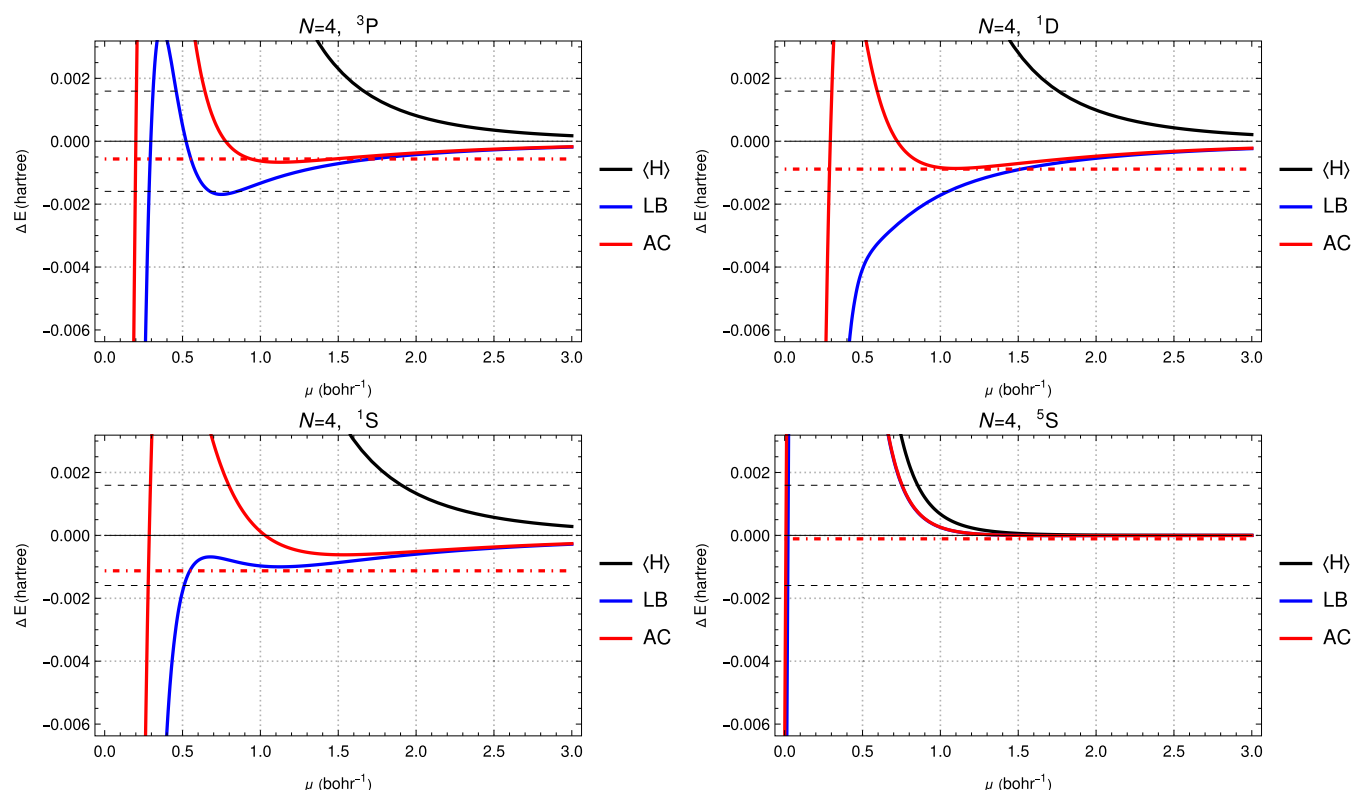 N=4, ³P
ΔE (hartree)
0.002
0.000
−0.002
−0.004
−0.006
0.0 0.5 1.0 1.5 2.0 2.5 3.0
μ (bohr⁻¹)
⟨H⟩
LB
AC
N=4, ¹D
ΔE (hartree)
0.002
0.000
−0.002
−0.004
−0.006
0.0 0.5 1.0 1.5 2.0 2.5 3.0
μ (bohr⁻¹)
⟨H⟩
LB
AC
N=4, ¹S
ΔE (hartree)
0.002
0.000
−0.002
−0.004
−0.006
0.0 0.5 1.0 1.5 2.0 2.5 3.0
μ (bohr⁻¹)
⟨H⟩
LB
AC
N=4, ⁵S
ΔE (hartree)
0.002
0.000
−0.002
−0.004
−0.006
0.0 0.5 1.0 1.5 2.0 2.5 3.0
μ (bohr⁻¹)
⟨H⟩
LB
AC